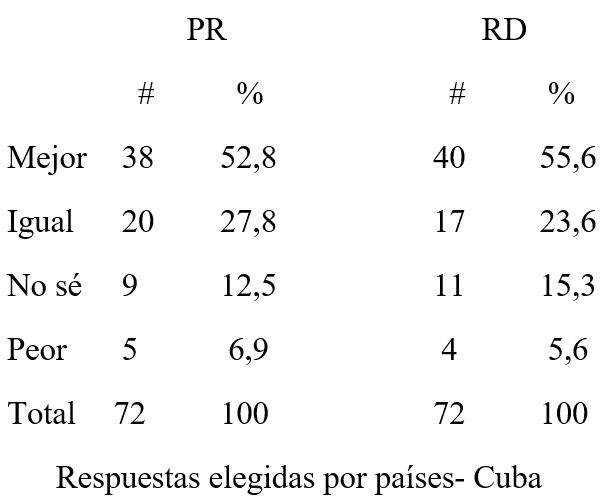 PR RD
# % # %
Mejor 38 52,8 40 55,6
Igual 20 27,8 17 23,6
No sé 9 12,5 11 15,3
Peor 5 6,9 4 5,6
Total 72 100 72 100
Respuestas elegidas por países- Cuba